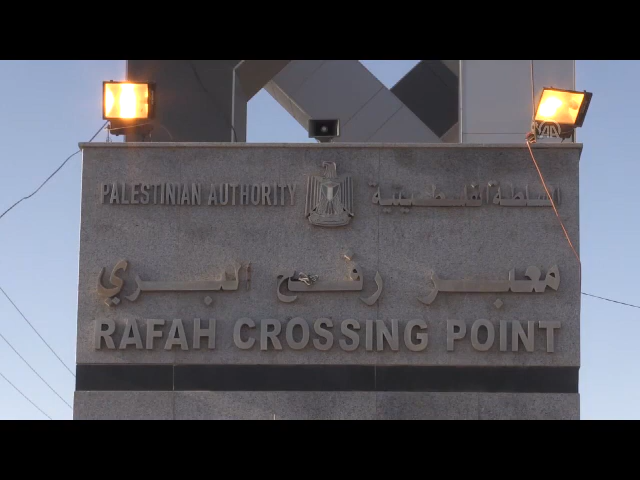 PALESTINIAN AUTHORITY السلطة الفلسطينية
معبر رفح البري
RAFAH CROSSING POINT